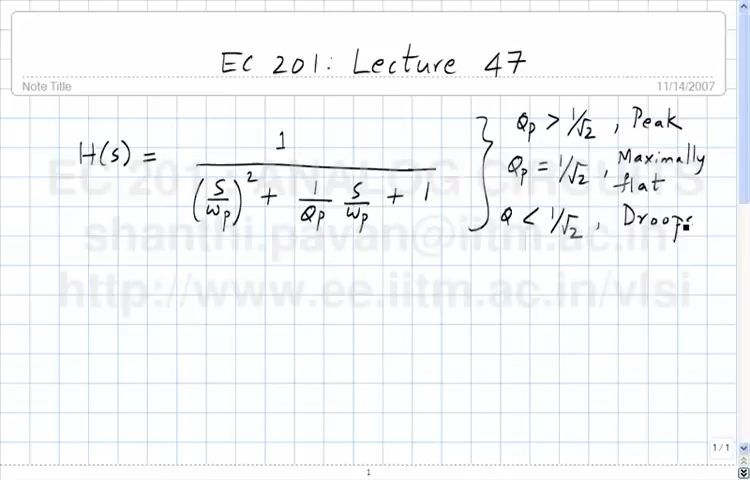 EC 201: Lecture 47
Note Title
11/14/2007
H(s) = 1 / ((s/ωp)² + 1/Qp s/ωp + 1)
Qp > 1/√2 , Peak
Qp = 1/√2 , Maximally
flat
Q < 1/√2 , Droops
EC 201: ANALOG CIRCUITS
shanthi.pavan@iitm.ac.in
http://www.ee.iitm.ac.in/vlsi
1/1
1